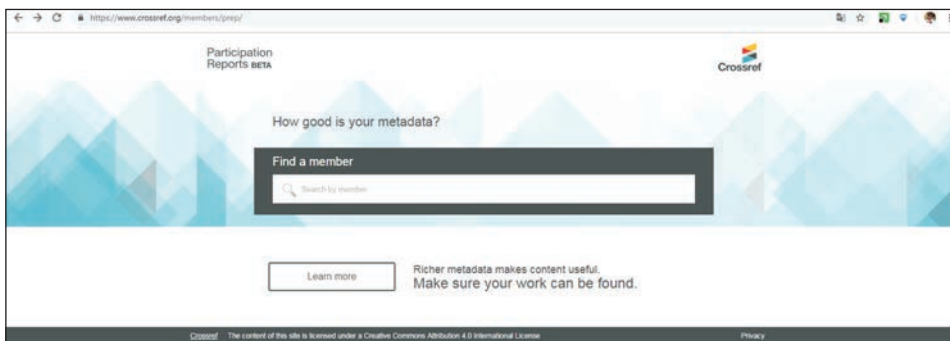 https://www.crossref.org/members/prep/
Participation
Reports BETA
Crossref
How good is your metadata?
Find a member
Search by member
Learn more
Richer metadata makes content useful.
Make sure your work can be found.
Crossref The content of this site is licensed under a Creative Commons Attribution 4.0 International License Privacy